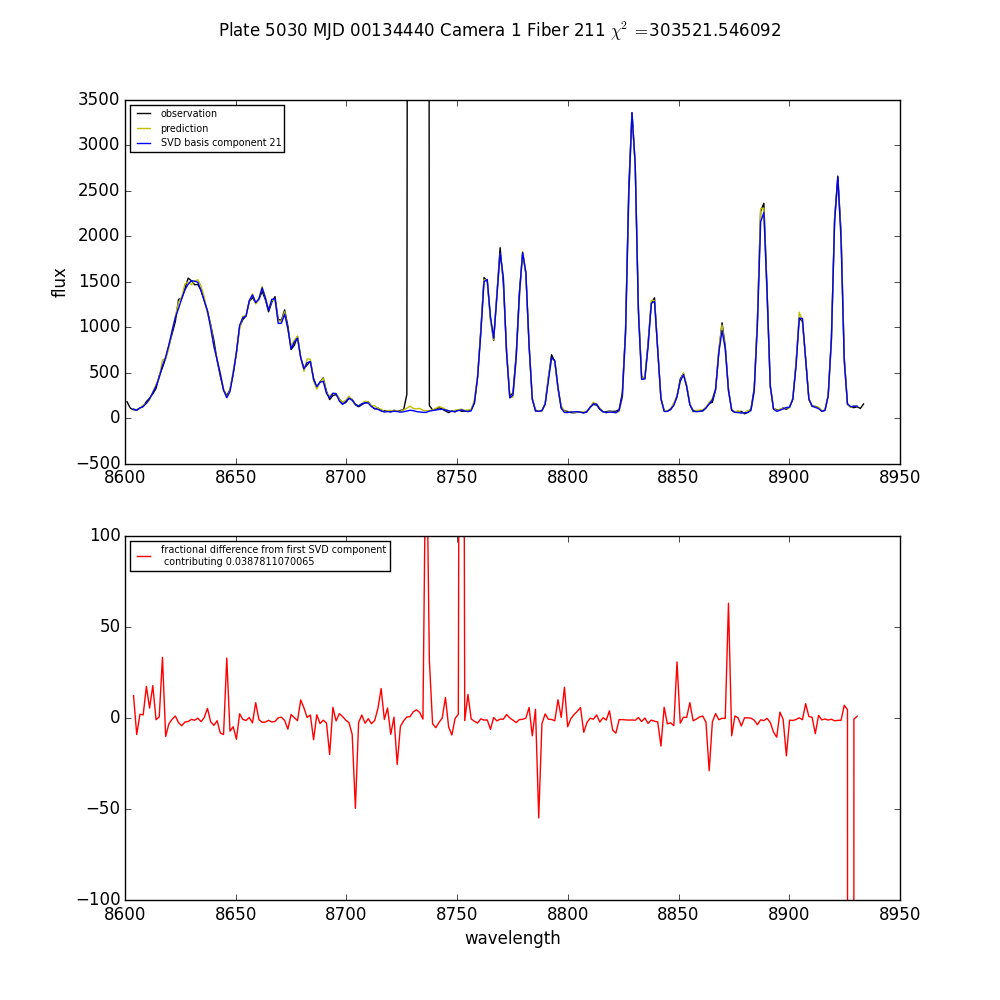 Plate 5030 MJD 00134440 Camera 1 Fiber 211 χ² =303521.546092
3500
3000
2500
2000
1500
1000
500
0
−500
flux
observation
prediction
SVD basis component 21
8600 8650 8700 8750 8800 8850 8900 8950
100
50
0
−50
−100
fractional difference from first SVD component
contributing 0.0387811070065
8600 8650 8700 8750 8800 8850 8900 8950
wavelength